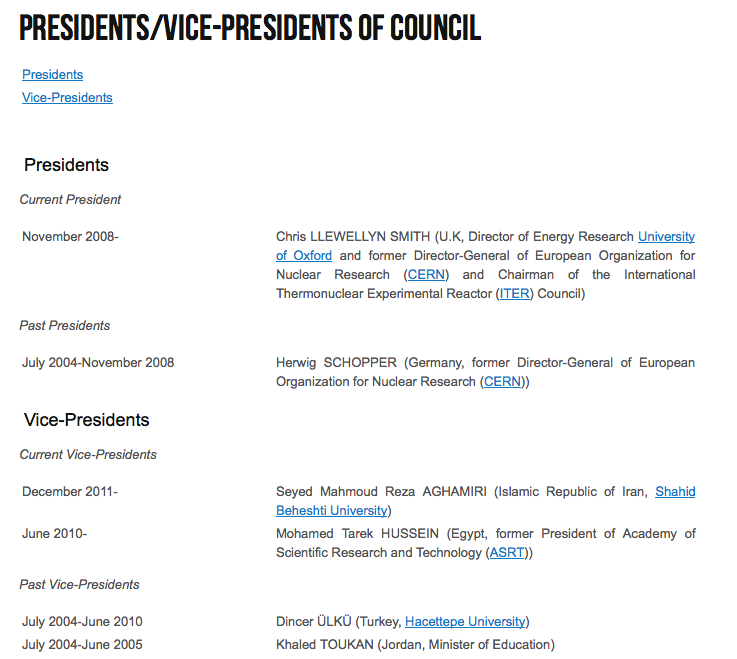 PRESIDENTS/VICE-PRESIDENTS OF COUNCIL
Presidents
Vice-Presidents
Presidents
Current President
November 2008-
Chris LLEWELLYN SMITH (U.K, Director of Energy Research University
of Oxford and former Director-General of European Organization for
Nuclear Research (CERN) and Chairman of the International
Thermonuclear Experimental Reactor (ITER) Council)
Past Presidents
July 2004-November 2008
Herwig SCHOPPER (Germany, former Director-General of European
Organization for Nuclear Research (CERN))
Vice-Presidents
Current Vice-Presidents
December 2011-
Seyed Mahmoud Reza AGHAMIRI (Islamic Republic of Iran, Shahid
Beheshti University)
June 2010-
Mohamed Tarek HUSSEIN (Egypt, former President of Academy of
Scientific Research and Technology (ASRT))
Past Vice-Presidents
July 2004-June 2010
Dincer ÜLKÜ (Turkey, Hacettepe University)
July 2004-June 2005
Khaled TOUKAN (Jordan, Minister of Education)